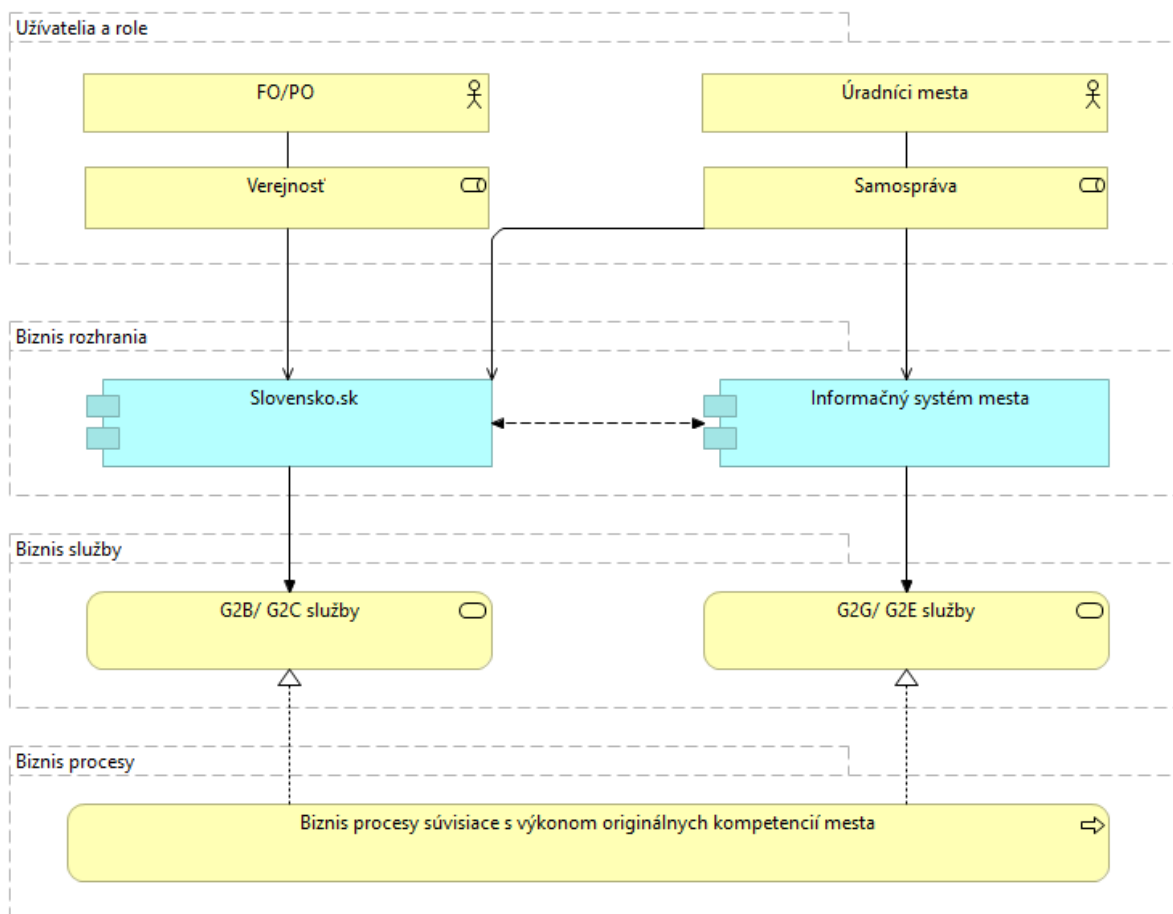 Užívatelia a role
FO/PO
Úradníci mesta
Verejnosť
Samospráva
Biznis rozhrania
Slovensko.sk
Informačný systém mesta
Biznis služby
G2B/ G2C služby
G2G/ G2E služby
Biznis procesy
Biznis procesy súvisiace s výkonom originálnych kompetencií mesta